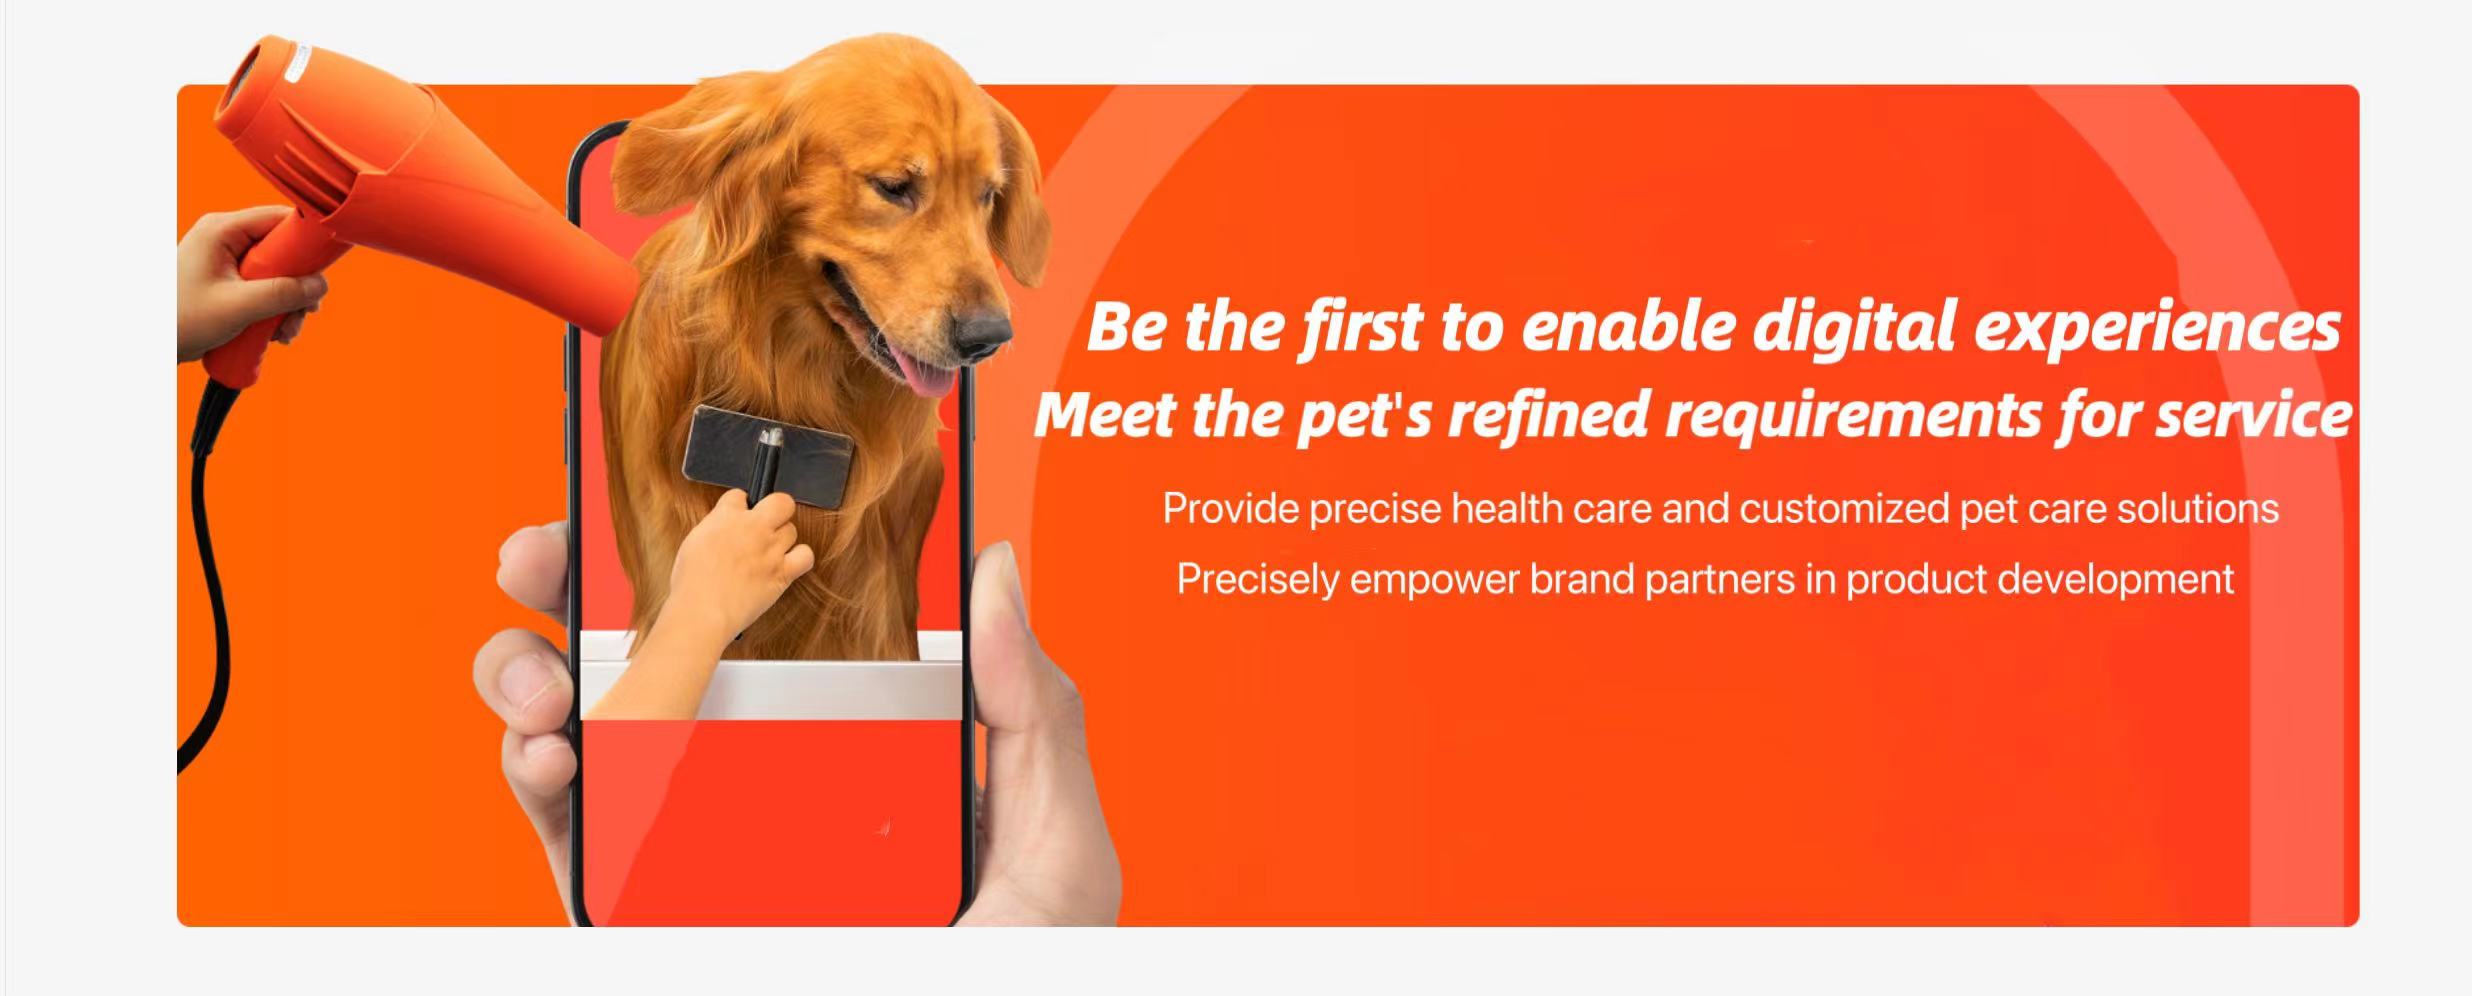 Be the first to enable digital experiences
Meet the pet's refined requirements for service
Provide precise health care and customized pet care solutions
Precisely empower brand partners in product development